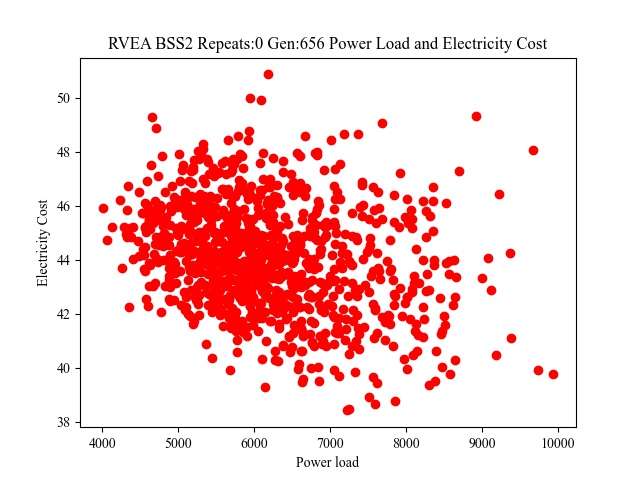 RVEA BSS2 Repeats:0 Gen:656 Power Load and Electricity Cost
50
48
46
44
42
40
38
Electricity Cost
4000 5000 6000 7000 8000 9000 10000
Power load